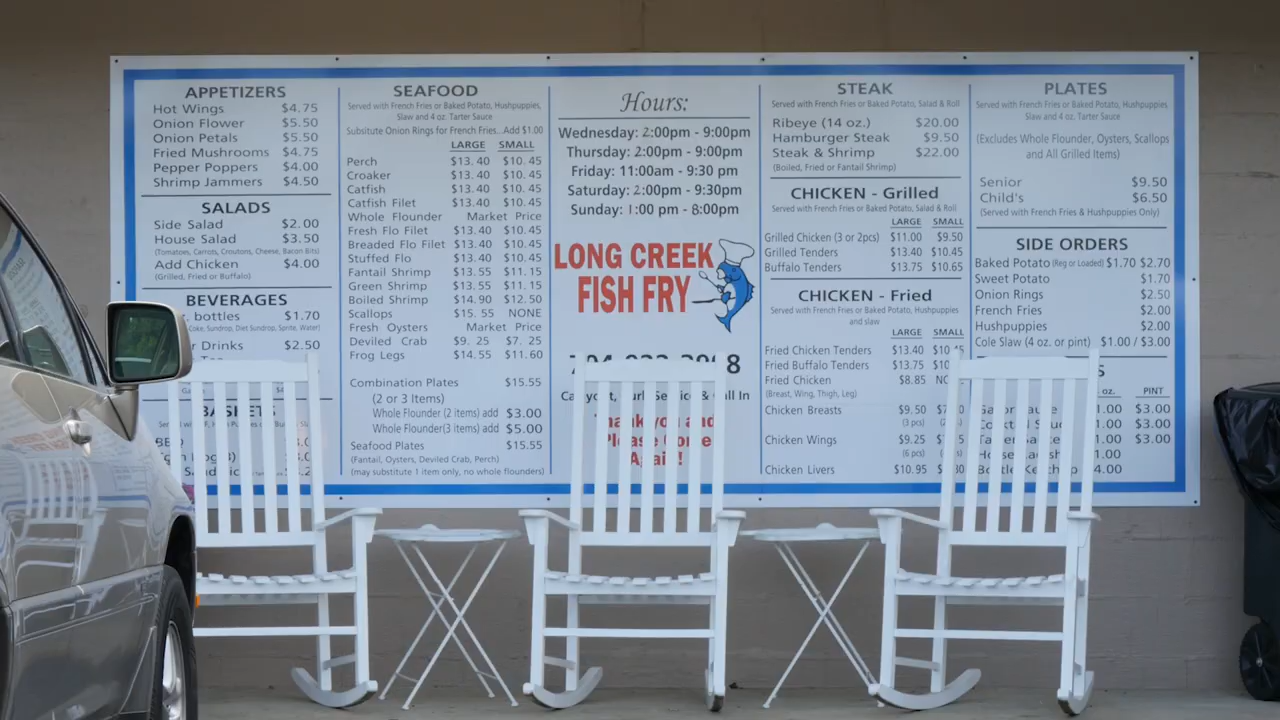 APPETIZERS
Hot Wings $4.75
Onion Flower $5.50
Onion Petals $5.50
Fried Mushrooms $4.75
Pepper Poppers $4.00
Shrimp Jammers $4.50
SALADS
Side Salad $2.00
House Salad $3.50
(Tomatoes, Carrots, Croutons, Cheese, Bacon Bits)
Add Chicken $4.00
(Grilled, Fried or Buffalo)
BEVERAGES
bottles $1.70
Coke, Sundrop, Diet Sundrop, Sprite, Water)
Drinks $2.50
BASKETS
SEAFOOD
Served with French Fries or Baked Potato, Hushpuppies,
Slaw and 4 oz. Tarter Sauce
Subsitute Onion Rings for French Fries...Add $1.00
LARGE SMALL
Perch $13.40 $10.45
Croaker $13.40 $10.45
Catfish $13.40 $10.45
Catfish Filet $13.40 $10.45
Whole Flounder Market Price
Fresh Flo Filet $13.40 $10.45
Breaded Flo Filet $13.40 $10.45
Stuffed Flo $13.40 $10.45
Fantail Shrimp $13.55 $11.15
Green Shrimp $13.55 $11.15
Boiled Shrimp $14.90 $12.50
Scallops $15.55 NONE
Fresh Oysters Market Price
Deviled Crab $9.25 $7.25
Frog Legs $14.55 $11.60
Combination Plates $15.55
(2 or 3 Items)
Whole Flounder (2 items) add $3.00
Whole Flounder(3 items) add $5.00
Seafood Plates $15.55
(Fantail, Oysters, Deviled Crab, Perch)
(may substitute 1 item only, no whole flounders)
Hours:
Wednesday: 2:00pm - 9:00pm
Thursday: 2:00pm - 9:00pm
Friday: 11:00am - 9:30 pm
Saturday: 2:00pm - 9:30pm
Sunday: 1:00 pm - 8:00pm
LONG CREEK
FISH FRY
Thank you and
Please Come
Again!
STEAK
Served with French Fries or Baked Potato, Salad & Roll
Ribeye (14 oz.) $20.00
Hamburger Steak $9.50
Steak & Shrimp $22.00
(Boiled, Fried or Fantail Shrimp)
CHICKEN - Grilled
Served with French Fries or Baked Potato, Salad & Roll
LARGE SMALL
Grilled Chicken (3 or 2pcs) $11.00 $9.50
Grilled Tenders $13.40 $10.45
Buffalo Tenders $13.75 $10.65
CHICKEN - Fried
Served with French Fries or Baked Potato, Hushpuppies
and slaw
LARGE SMALL
Fried Chicken Tenders $13.40
Fried Buffalo Tenders $13.75
Fried Chicken $8.85
(Breast, Wing, Thigh, Leg)
Chicken Breasts $9.50
(3 pcs)
Chicken Wings $9.25
(6 pcs)
Chicken Livers $10.95
PLATES
Served with French Fries or Baked Potato, Hushpuppies,
Slaw and 4 oz. Tarter Sauce
(Excludes Whole Flounder, Oysters, Scallops
and All Grilled Items)
Senior $9.50
Child's $6.50
(Served with French Fries & Hushpuppies Only)
SIDE ORDERS
Baked Potato (Reg or Loaded) $1.70 $2.70
Sweet Potato $1.70
Onion Rings $2.50
French Fries $2.00
Hushpuppies $2.00
Cole Slaw (4 oz. or pint) $1.00 / $3.00
oz. PINT
1.00 $3.00
1.00 $3.00
1.00 $3.00